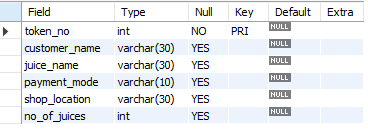 Field Type Null Key Default Extra
token_no int NO PRI NULL
customer_name varchar(30) YES NULL
juice_name varchar(30) YES NULL
payment_mode varchar(10) YES NULL
shop_location varchar(30) YES NULL
no_of_juices int YES NULL